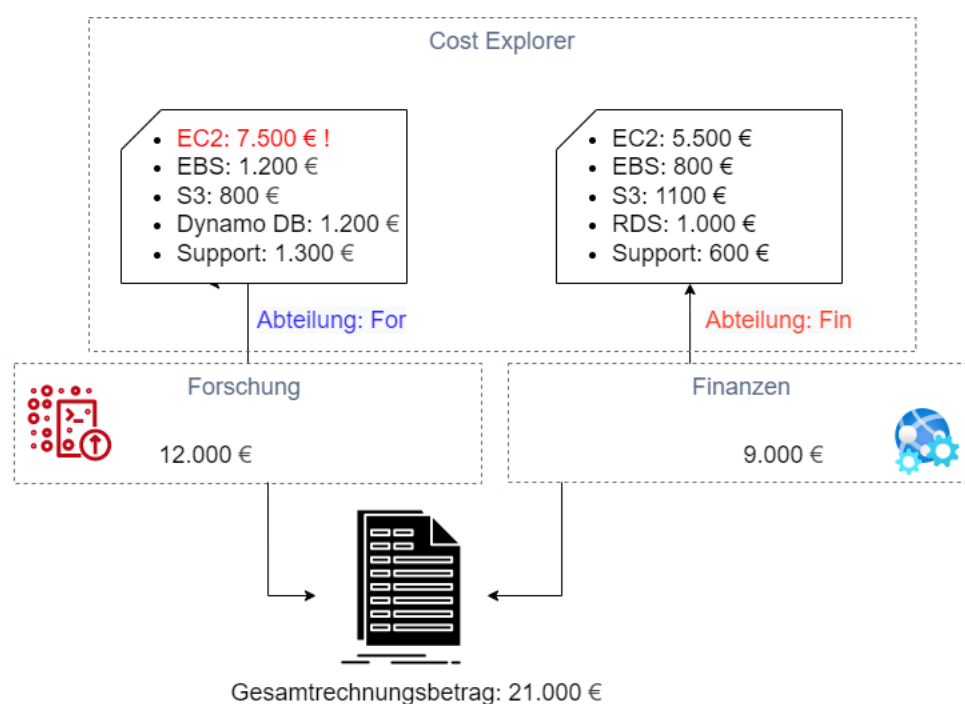 Cost Explorer
• EC2: 7.500 € !
• EBS: 1.200 €
• S3: 800 €
• Dynamo DB: 1.200 €
• Support: 1.300 €
• EC2: 5.500 €
• EBS: 800 €
• S3: 1100 €
• RDS: 1.000 €
• Support: 600 €
Abteilung: For
Abteilung: Fin
Forschung
12.000 €
Finanzen
9.000 €
Gesamtrechnungsbetrag: 21.000 €